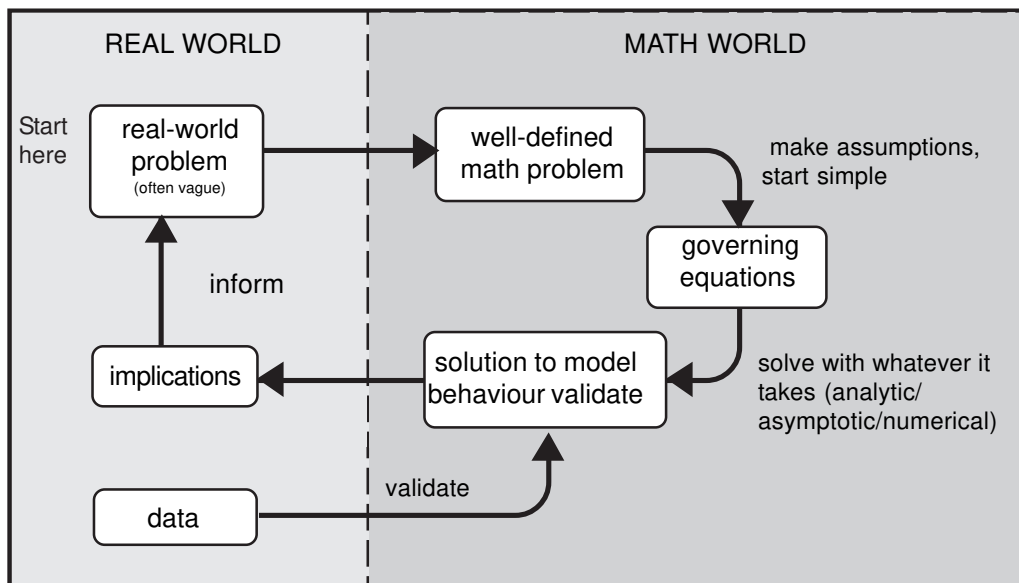 REAL WORLD
MATH WORLD
Start
here
real-world
problem
(often vague)
well-defined
math problem
make assumptions,
start simple
governing
equations
inform
implications
solution to model
behaviour validate
solve with whatever it
takes (analytic/
asymptotic/numerical)
validate
data